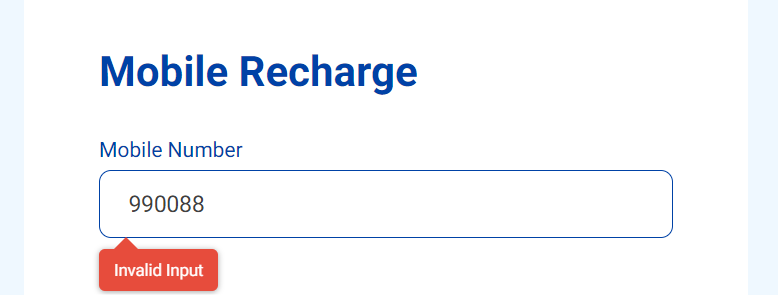 Mobile Recharge
Mobile Number
990088
Invalid Input